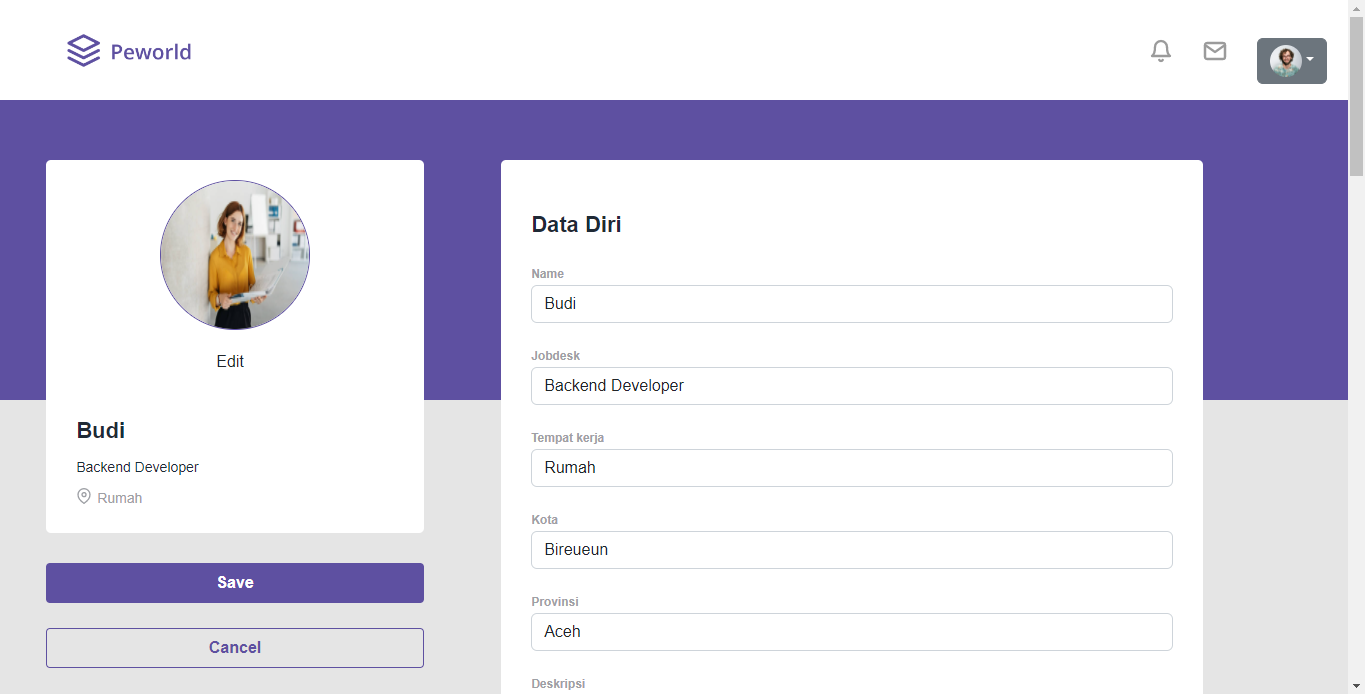 Peworld
Edit
Budi
Backend Developer
Rumah
Save
Cancel
Data Diri
Name
Budi
Jobdesk
Backend Developer
Tempat kerja
Rumah
Kota
Bireueun
Provinsi
Aceh
Deskripsi